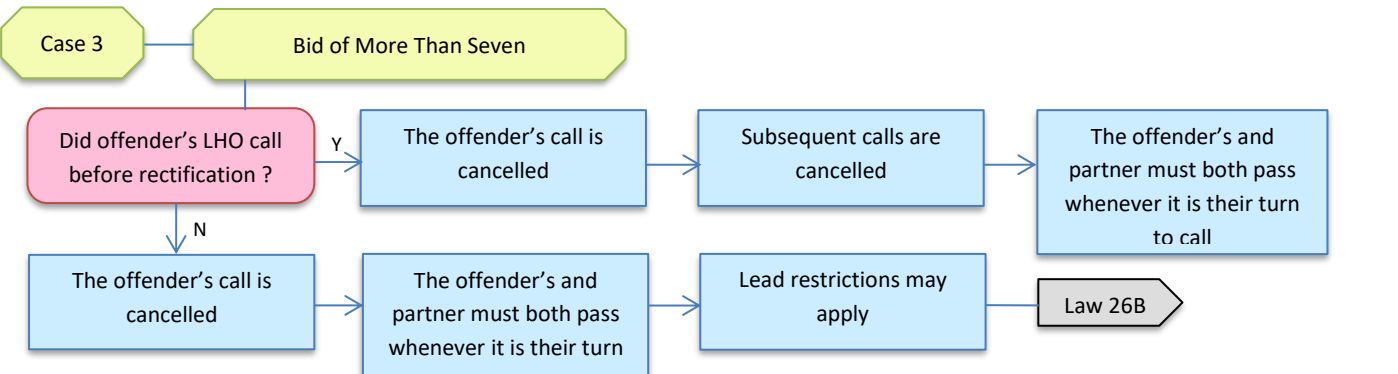 Case 3
Bid of More Than Seven
Did offender's LHO call
before rectification ?
Y
The offender's call is
cancelled
Subsequent calls are
cancelled
The offender's and
partner must both pass
whenever it is their turn
to call
N
The offender's call is
cancelled
The offender's and
partner must both pass
whenever it is their turn
Lead restrictions may
apply
Law 26B